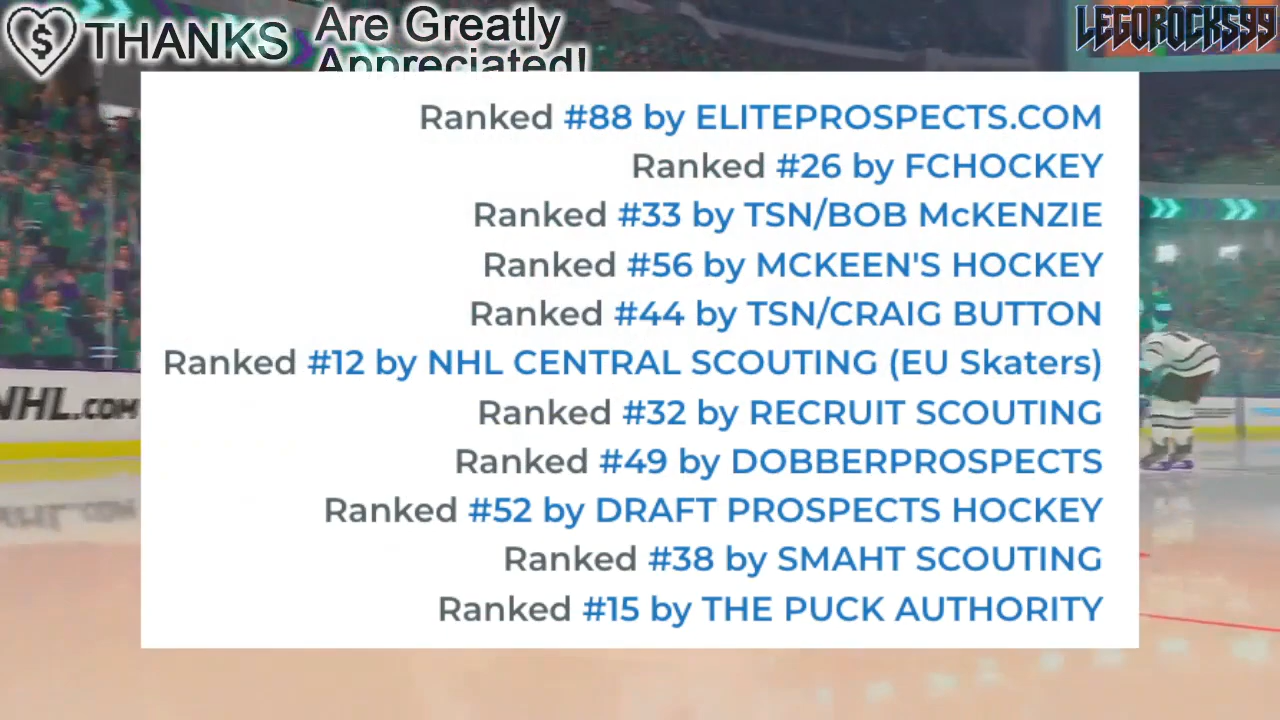 THANKS
Are Greatly
Appreciated!
LEGOROCKS99
Ranked #88 by ELITEPROSPECTS.COM
Ranked #26 by FCHOCKEY
Ranked #33 by TSN/BOB McKENZIE
Ranked #56 by MCKEEN'S HOCKEY
Ranked #44 by TSN/CRAIG BUTTON
Ranked #12 by NHL CENTRAL SCOUTING (EU Skaters)
Ranked #32 by RECRUIT SCOUTING
Ranked #49 by DOBBERPROSPECTS
Ranked #52 by DRAFT PROSPECTS HOCKEY
Ranked #38 by SMAHT SCOUTING
Ranked #15 by THE PUCK AUTHORITY
NHL.COM